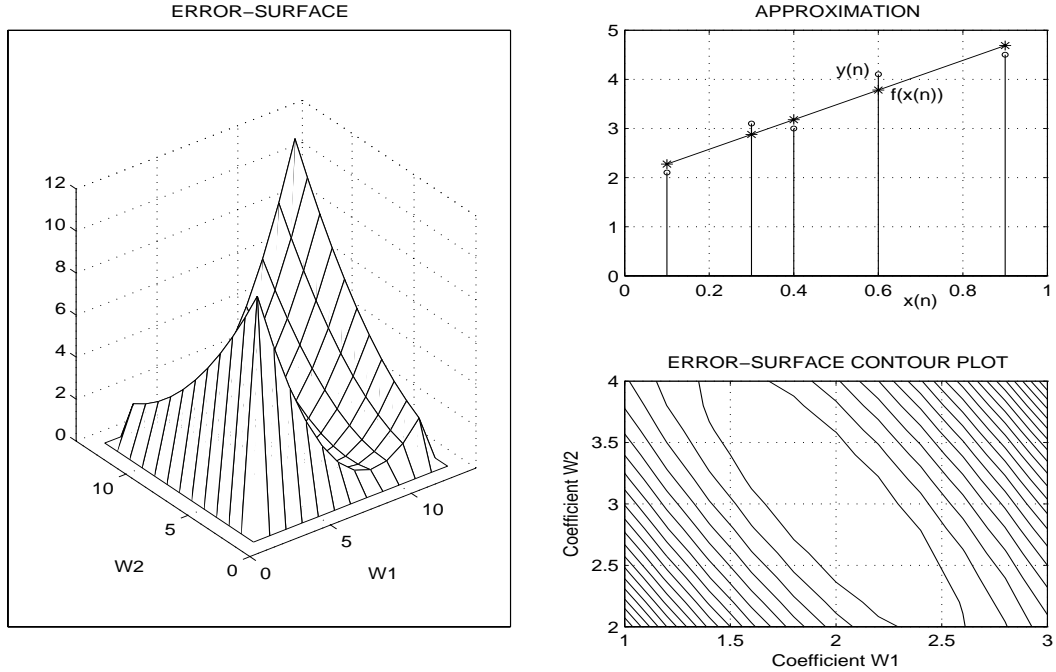 ERROR–SURFACE
12
10
8
6
4
2
0
10
5
0
W2
0
5
10
W1
APPROXIMATION
5
4
3
2
1
0
y(n)
f(x(n))
0 0.2 0.4 0.6 0.8 1
x(n)
ERROR–SURFACE CONTOUR PLOT
4
3.5
3
2.5
2
Coefficient W2
1 1.5 2 2.5 3
Coefficient W1